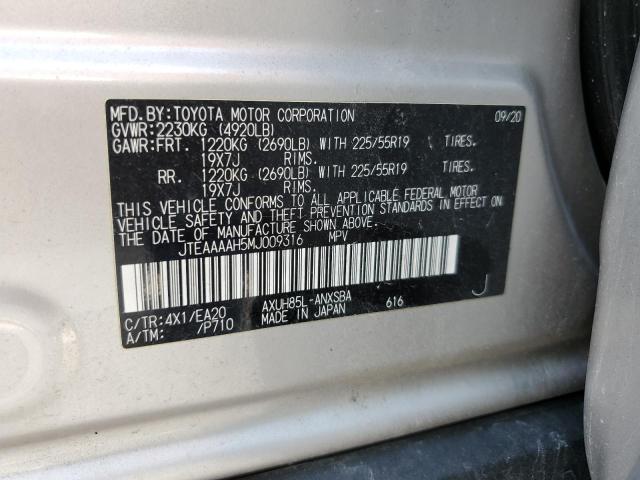 MFD.BY:TOYOTA MOTOR CORPORATION 09/20
GVWR:2230KG (4920LB)
GAWR:FRT. 1220KG (2690LB) WITH 225/55R19 TIRES.
19X7J RIMS.
RR. 1220KG (2690LB) WITH 225/55R19 TIRES.
19X7J RIMS.
THIS VEHICLE CONFORMS TO ALL APPLICABLE FEDERAL MOTOR
VEHICLE SAFETY AND THEFT PREVENTION STANDARDS IN EFFECT ON
THE DATE OF MANUFACTURE SHOWN ABOVE.
JTEAAAAH5MJ009316 MPV
C/TR:4X1/EA20 AXUH85L-ANXSBA 616 J
A/TM: /P710 MADE IN JAPAN